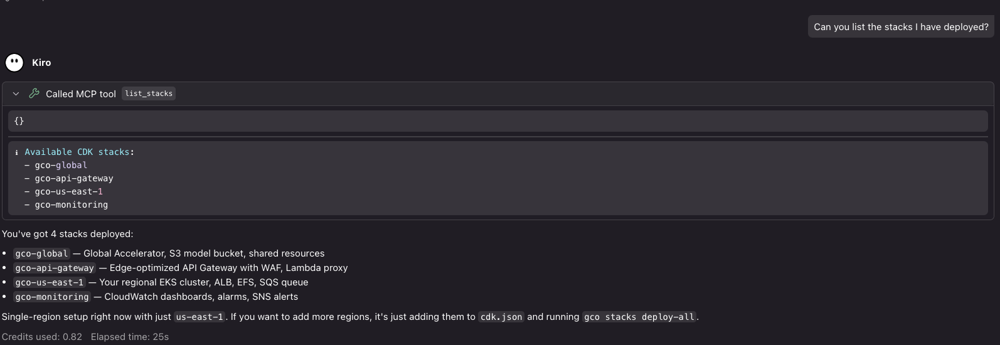 Can you list the stacks I have deployed?
Kiro
Called MCP tool list_stacks
{}
ℹ Available CDK stacks:
- gco-global
- gco-api-gateway
- gco-us-east-1
- gco-monitoring
You've got 4 stacks deployed:
• gco-global — Global Accelerator, S3 model bucket, shared resources
• gco-api-gateway — Edge-optimized API Gateway with WAF, Lambda proxy
• gco-us-east-1 — Your regional EKS cluster, ALB, EFS, SQS queue
• gco-monitoring — CloudWatch dashboards, alarms, SNS alerts
Single-region setup right now with just us-east-1. If you want to add more regions, it's just adding them to cdk.json and running gco stacks deploy-all.
Credits used: 0.82 Elapsed time: 25s